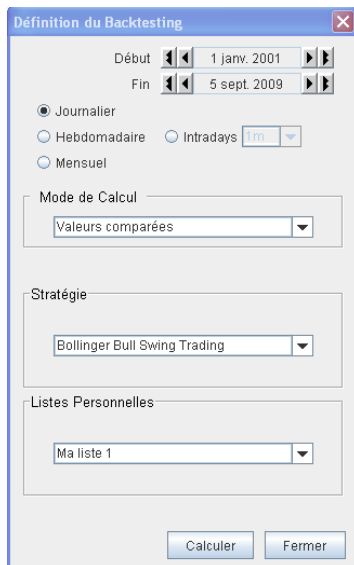 Définition du Backtesting
Début 1 janv. 2001
Fin 5 sept. 2009
Journalier
Hebdomadaire Intradays 1m
Mensuel
Mode de Calcul
Valeurs comparées
Stratégie
Bollinger Bull Swing Trading
Listes Personnelles
Ma liste 1
Calculer Fermer